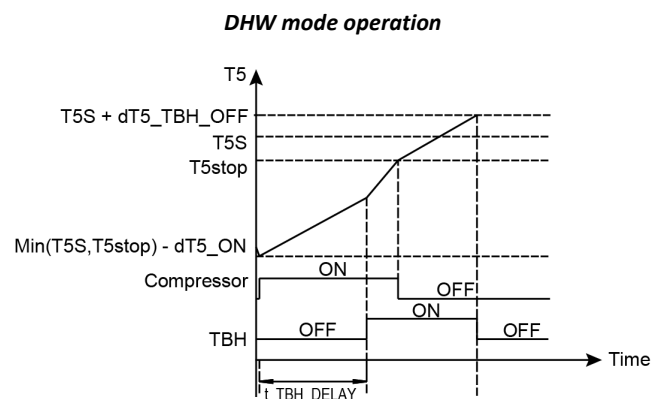 DHW mode operation
T5
T5S + dT5_TBH_OFF
T5S
T5stop
Min(T5S,T5stop) - dT5_ON
Compressor
ON
OFF
TBH
OFF
ON
OFF
Time
t_TBH_DELAY